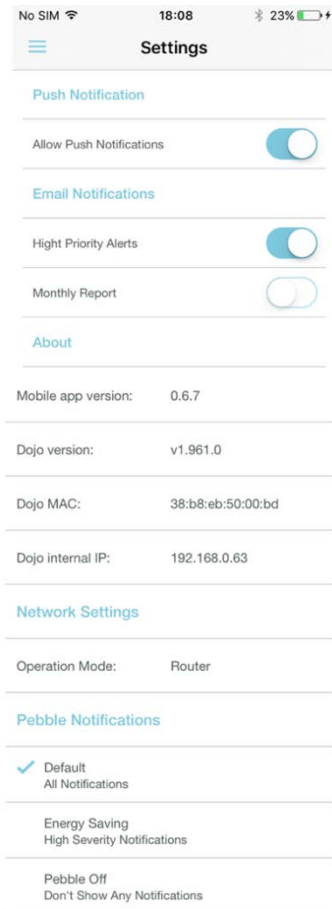 No SIM 18:08 23%
Settings
Push Notification
Allow Push Notifications
Email Notifications
Hight Priority Alerts
Monthly Report
About
Mobile app version: 0.6.7
Dojo version: v1.961.0
Dojo MAC: 38:b8:eb:50:00:bd
Dojo internal IP: 192.168.0.63
Network Settings
Operation Mode: Router
Pebble Notifications
Default
All Notifications
Energy Saving
High Severity Notifications
Pebble Off
Don't Show Any Notifications